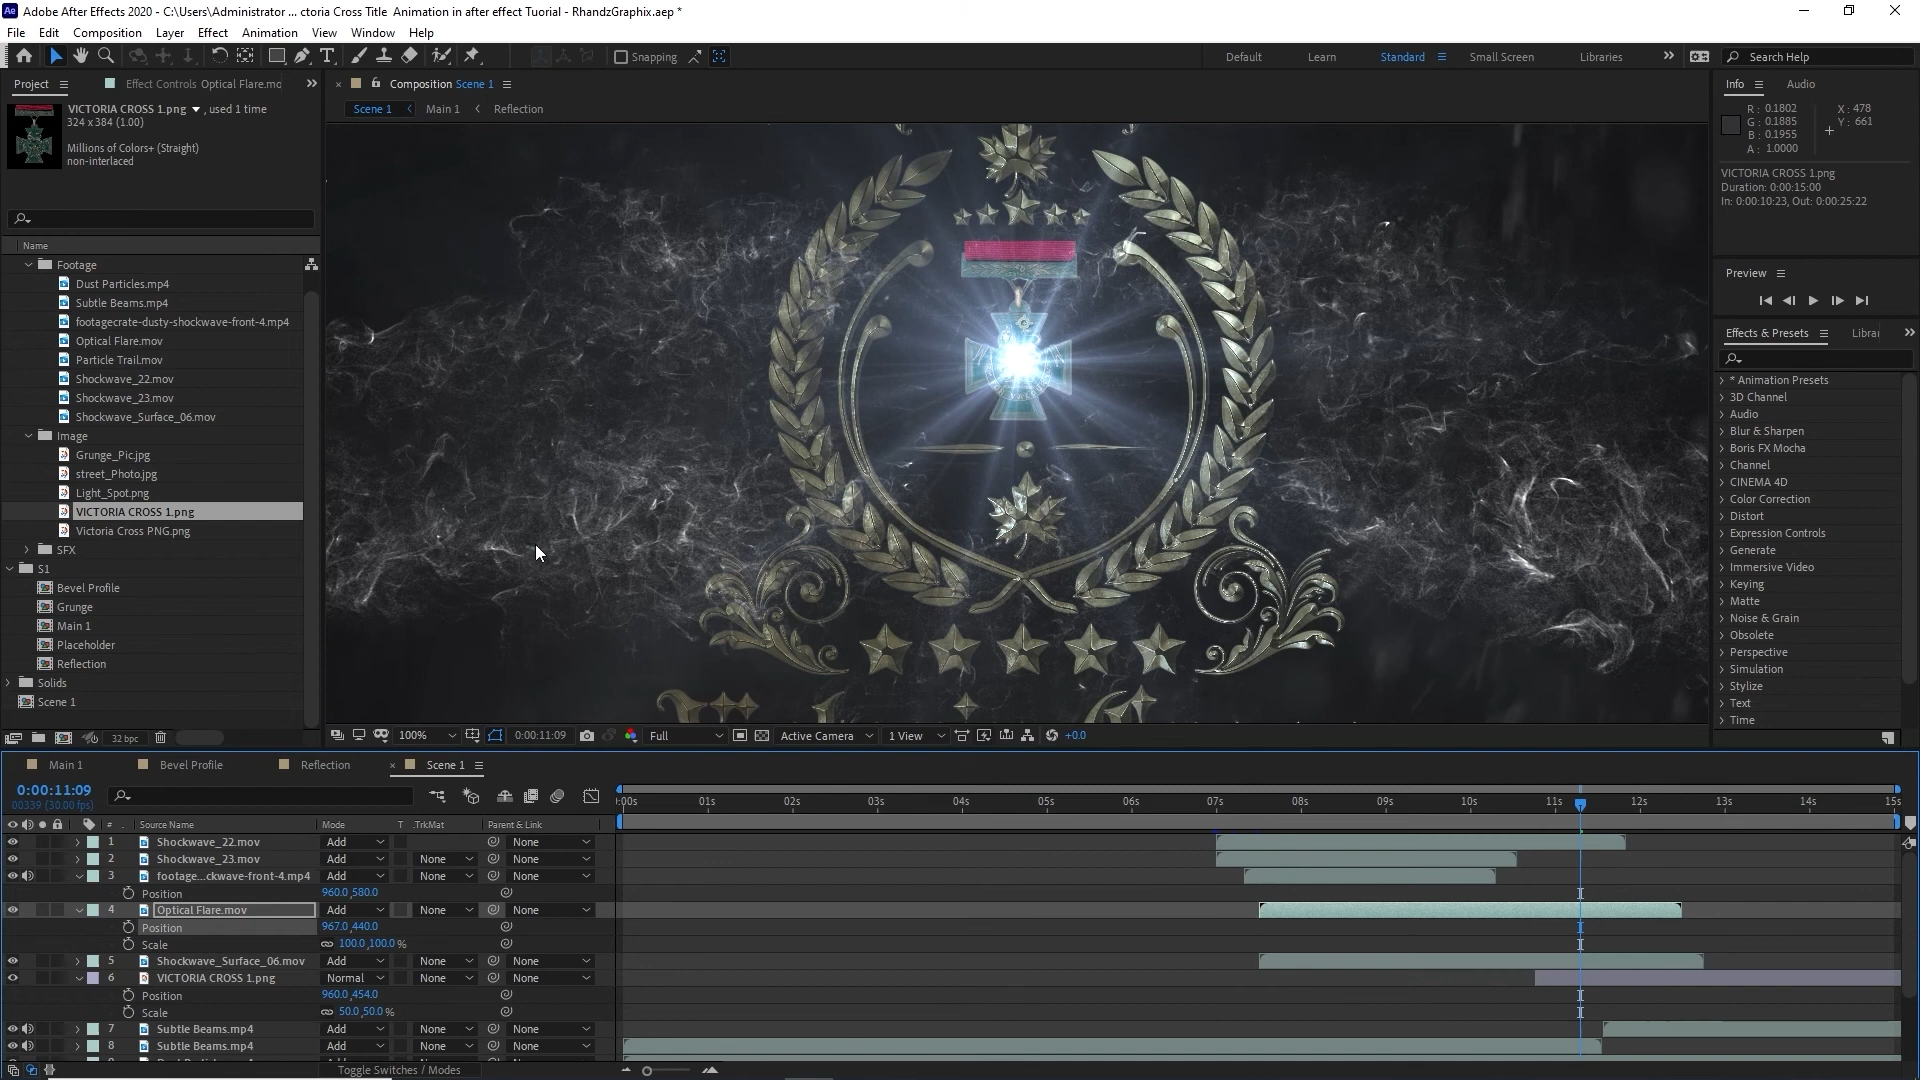 Adobe After Effects 2020 - C:\Users\Administrator ... ctoria Cross Title  Animation in after effect Tuorial - RhandzGraphix.aep *
File Edit Composition Layer Effect Animation View Window Help
Snapping
Default Learn Standard Small Screen Libraries Search Help
Project Effect Controls Optical Flare.mo
VICTORIA CROSS 1.png , used 1 time
324 x 384 (1.00)
Millions of Colors+ (Straight)
non-interlaced
Name
Footage
Dust Particles.mp4
Subtle Beams.mp4
footagecrate-dusty-shockwave-front-4.mp4
Optical Flare.mov
Particle Trail.mov
Shockwave_22.mov
Shockwave_23.mov
Shockwave_Surface_06.mov
Image
Grunge_Pic.jpg
street_Photo.jpg
Light_Spot.png
VICTORIA CROSS 1.png
Victoria Cross PNG.png
SFX
S1
Bevel Profile
Grunge
Main 1
Placeholder
Reflection
Solids
Scene 1
32 bpc
Composition Scene 1
Scene 1 Main 1 Reflection
100% 0:00:11:09 Full Active Camera 1 View +0.0
Info Audio
R : 0.1802
G : 0.1885
B : 0.1955
A : 1.0000
X : 478
Y : 661
VICTORIA CROSS 1.png
Duration: 0:00:15:00
In: 0:00:10:23, Out: 0:00:25:22
Preview
Effects & Presets Librar
* Animation Presets
3D Channel
Audio
Blur & Sharpen
Boris FX Mocha
Channel
CINEMA 4D
Color Correction
Distort
Expression Controls
Generate
Immersive Video
Keying
Matte
Noise & Grain
Obsolete
Perspective
Simulation
Stylize
Text
Time
Main 1 Bevel Profile Reflection Scene 1
0:00:11:09
00339 (30.00 fps)
:00s 01s 02s 03s 04s 05s 06s 07s 08s 09s 10s 11s 12s 13s 14s 15s
# Source Name Mode T .TrkMat Parent & Link
1 Shockwave_22.mov Add None
2 Shockwave_23.mov Add None None
3 footage...ckwave-front-4.mp4 Add None None
Position 960.0,580.0
4 Optical Flare.mov Add None None
Position 967.0,440.0
Scale 100.0,100.0 %
5 Shockwave_Surface_06.mov Add None None
6 VICTORIA CROSS 1.png Normal None None
Position 960.0,454.0
Scale 50.0,50.0 %
7 Subtle Beams.mp4 Add None None
8 Subtle Beams.mp4 Add None None
Toggle Switches / Modes